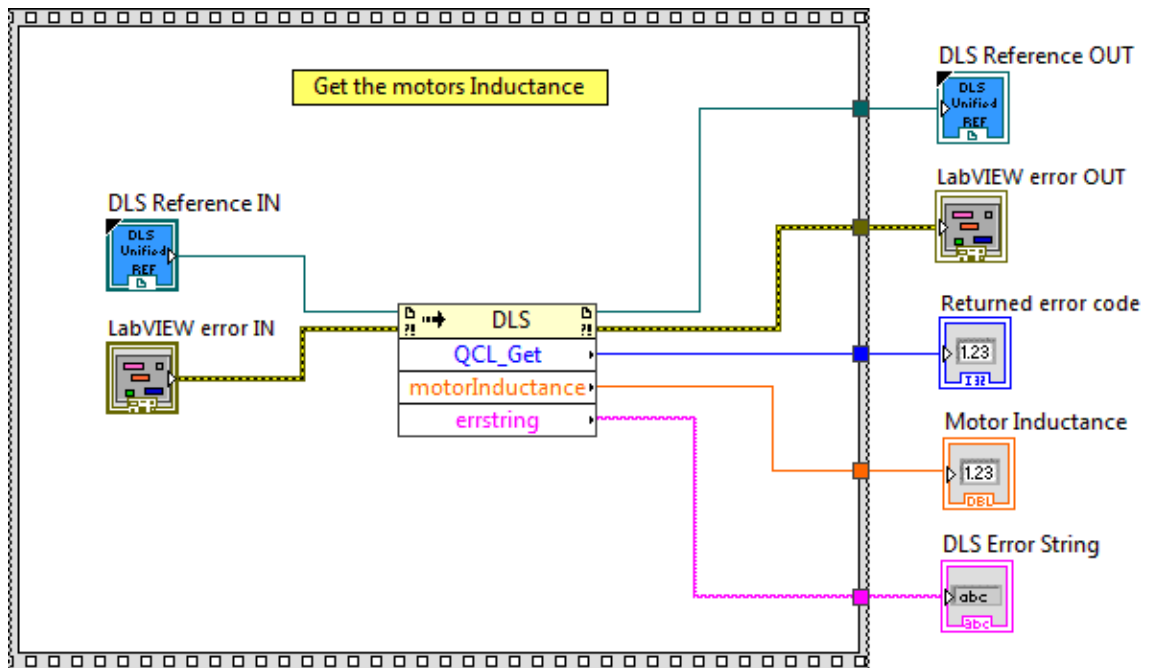 DLS Reference OUT
Get the motors Inductance
DLS
Unified
REF
LabVIEW error OUT
DLS Reference IN
DLS
Unified
REF
Returned error code
1.23
I32
LabVIEW error IN
?!
DLS
?!
QCL_Get
motorInductance
errstring
Motor Inductance
1.23
DBL
DLS Error String
abc
abc